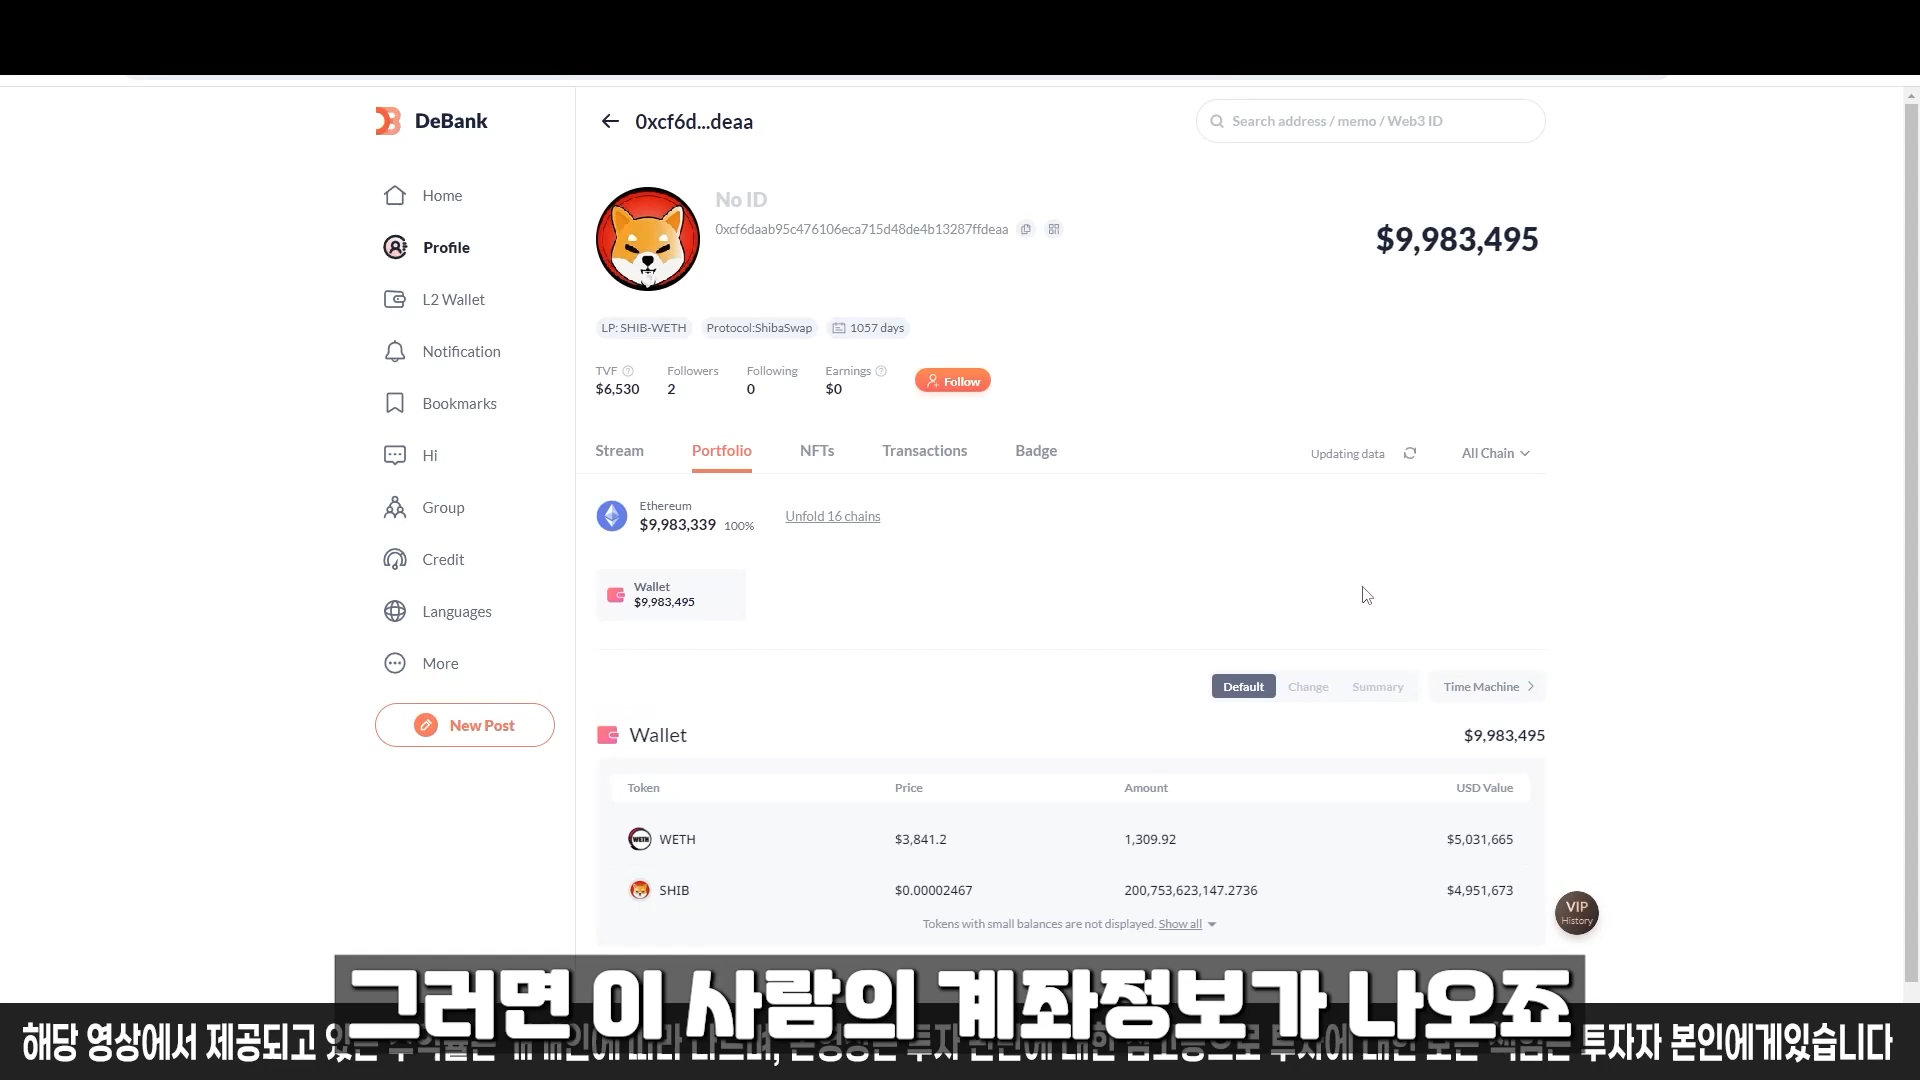 DeBank
0xcf6d...deaa
Search address / memo / Web3 ID
Home
Profile
L2 Wallet
Notification
Bookmarks
Hi
Group
Credit
Languages
More
New Post
No ID
0xcf6daab95c476106eca715d48de4b13287ffdeaa
$9,983,495
LP: SHIB-WETH Protocol:ShibaSwap 1057 days
TVF Followers Following Earnings
$6,530 2 0 $0
Follow
Stream Portfolio NFTs Transactions Badge
Updating data All Chain
Ethereum
$9,983,339 100%
Unfold 16 chains
Wallet
$9,983,495
Default Change Summary Time Machine
Wallet $9,983,495
Token Price Amount USD Value
WETH $3,841.2 1,309.92 $5,031,665
SHIB $0.00002467 200,753,623,147.2736 $4,951,673
Tokens with small balances are not displayed. Show all
VIP
History
그러면 이 사람의 계좌정보가 나오죠
해당 영상에서 제공되고 투자자 본인에게있습니다